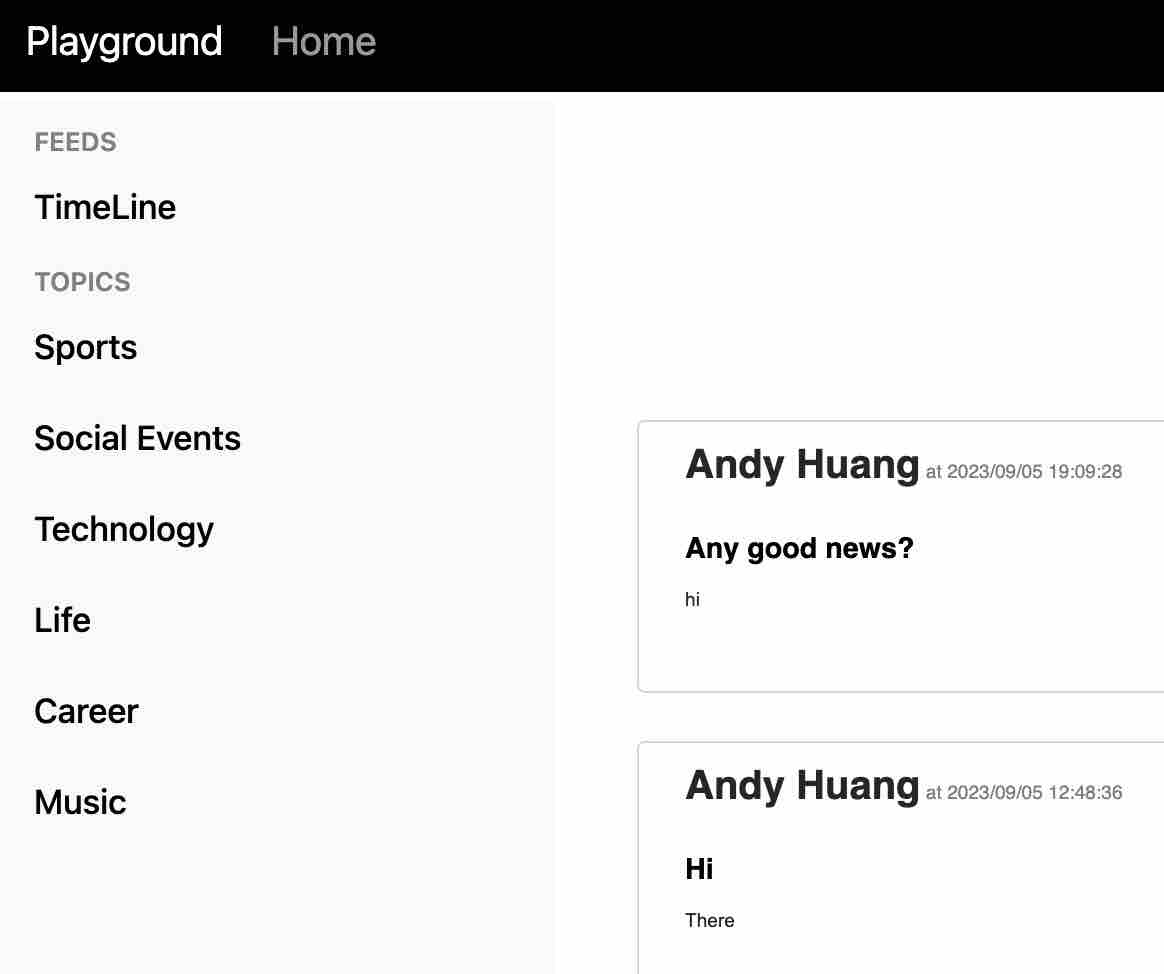 Playground Home
FEEDS
TimeLine
TOPICS
Sports
Social Events
Technology
Life
Career
Music
Andy Huang at 2023/09/05 19:09:28
Any good news?
hi
Andy Huang at 2023/09/05 12:48:36
Hi
There